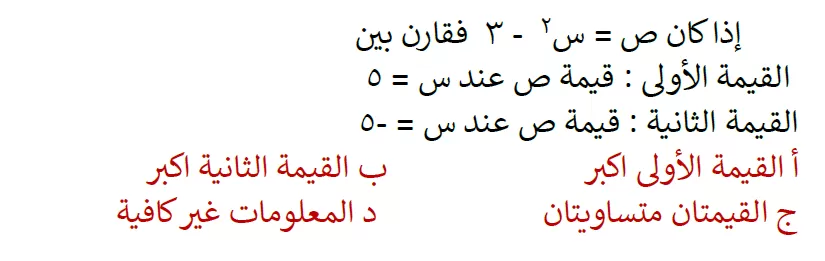 إذا كان ص = س٢ - ٣ فقارن بين
القيمة الأولى : قيمة ص عند س = ٥
القيمة الثانية : قيمة ص عند س = -٥
أ القيمة الأولى اكبر ب القيمة الثانية اكبر
ج القيمتان متساويتان د المعلومات غير كافية